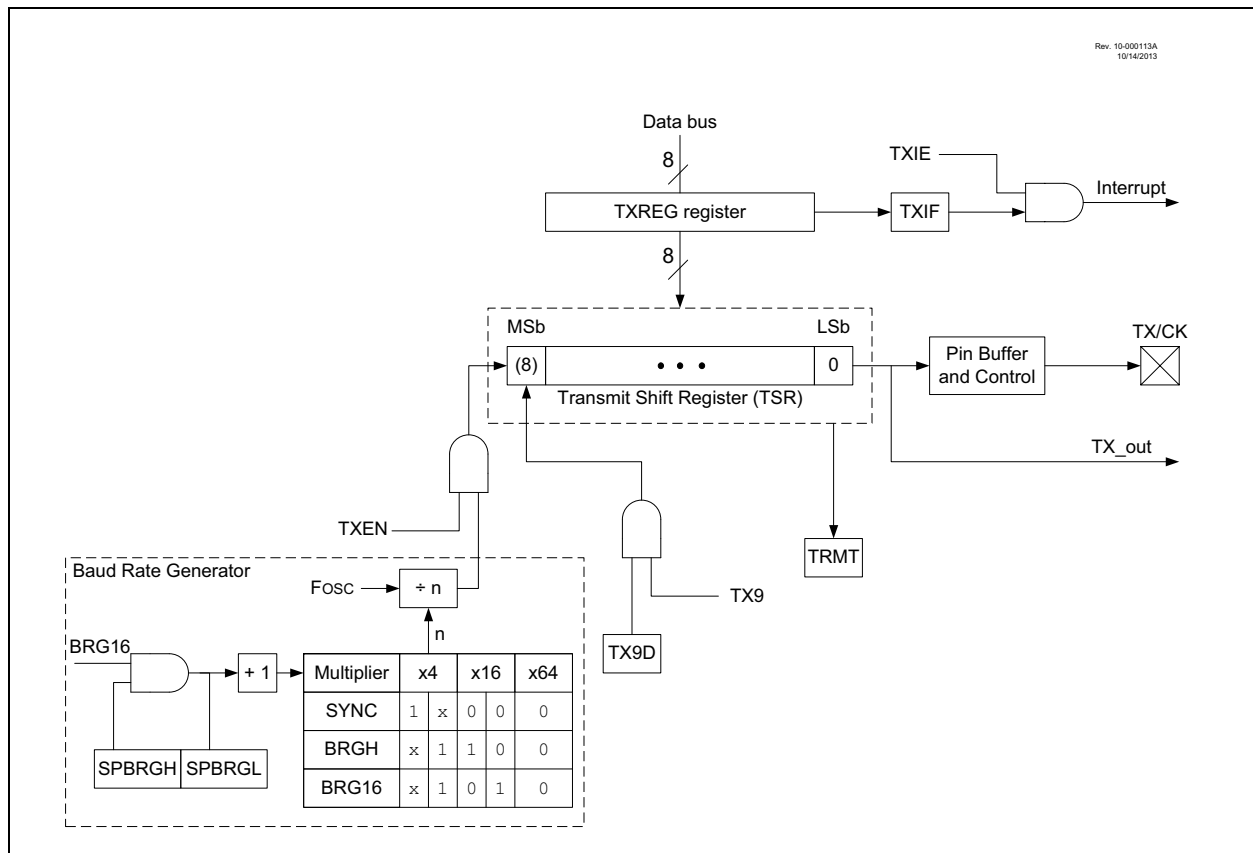 Rev. 10-000113A
10/14/2013
Data bus
8
TXIE
Interrupt
TXREG register
TXIF
8
MSb
LSb
TX/CK
(8)
• • •
0
Pin Buffer
and Control
Transmit Shift Register (TSR)
TX_out
TXEN
TRMT
Baud Rate Generator
FOSC
÷ n
TX9
n
BRG16
TX9D
+ 1
Multiplier x4 x16 x64
SYNC 1 x 0 0 0
BRGH x 1 1 0 0
SPBRGH SPBRGL
BRG16 x 1 0 1 0